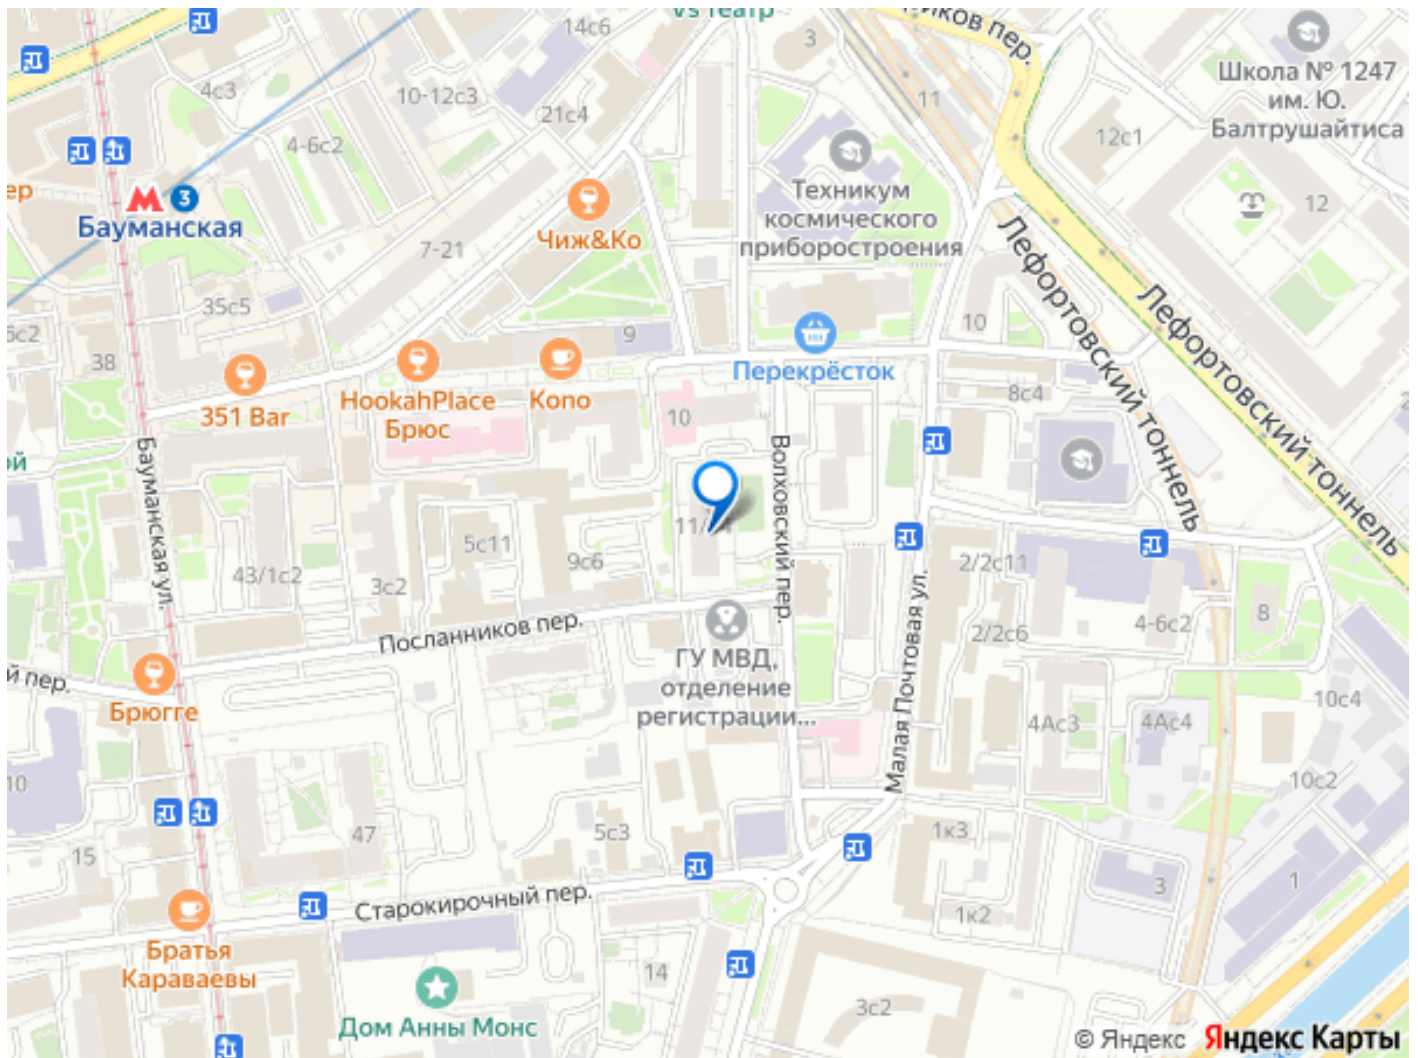 Vs Театр
14с6
3
Школа № 1247
им. Ю.
Балтрушайтиса
4с3
10-12с3
11
21с4
12с1
4-6с2
Техникум
космического
приборостроения
3
Бауманская
Чиж&Ко
12
7-21
Лефортовский тоннель
Лефортовский тоннель
35с5
10
38
9
Перекрёсток
351 Bar
HookahPlace
Брюс
Kono
8с4
10
Бауманская ул.
Волховский пер.
5с11
9с6
43/1с2
3с2
2/2с11
2/2с6
4-6с2
8
Посланников пер.
ГУ МВД,
отделение
регистрации...
Малая Почтовая ул.
Брюгге
4Ас3
4Ас4
10с4
10с2
10
47
5с3
1к3
15
3
1
Старокирочный пер.
1к2
Братья
Караваевы
14
3с2
Дом Анны Монс
© Яндекс Яндекс Карты